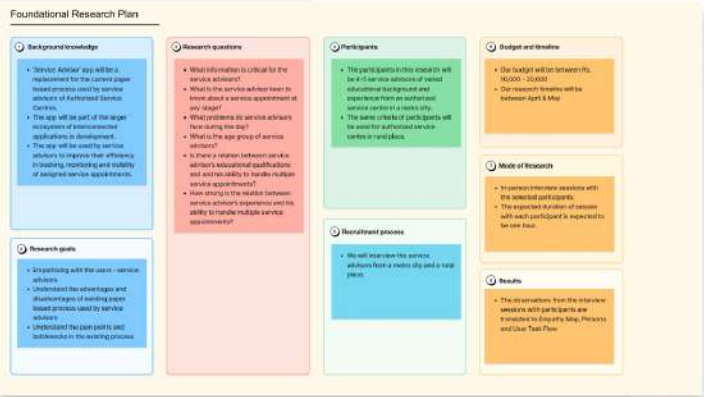 Foundational Research Plan
Background knowledge
• 'Service Advisor' app will be a
replacement for the current paper
based process used by service
advisors of Authorised Service
Centres.
• The app will be part of the larger
ecosystem of interconnected
applications in development.
• The app will be used by service
advisors to improve their efficiency
in booking, monitoring and visibility
of assigned service appointments.
2
Research goals
• Empathising with the users - service
advisors
• Understand the advantages and
disadvantages of existing paper
based process used by service
advisors
• Understand the pain points and
bottlenecks in the existing process
Research questions
• What information is critical for the
service advisors?
• What is the service advisor keen to
know about a service appointment at
any stage?
• What problems do service advisors
face during the day?
• What is the age group of service
advisors?
• Is there a relation between service
advisor's educational qualifications
and his ability to handle multiple
service appointments?
• How strong is the relation between
service advisor's experience and his
ability to handle multiple service
appointments?
Participants
• The participants in this research will
be 4-5 service advisors of varied
educational background and
experience from an authorized
service centre in a metro city.
• The same criteria of participants will
be used for authorized service
centre in rural place.
Recruitment process
• We will interview the service
advisors from a metro city and a rural
place.
Budget and timeline
• Our budget will be between Rs.
10,000 - 20,000
• Our research timeline will be
between April & May
Mode of Research
• In-person interview sessions with
the selected participants.
• The expected duration of session
with each participant is expected to
be one hour.
Results
• The observations from the interview
sessions with participants are
translated to Empathy Map, Persona
and User Task Flow